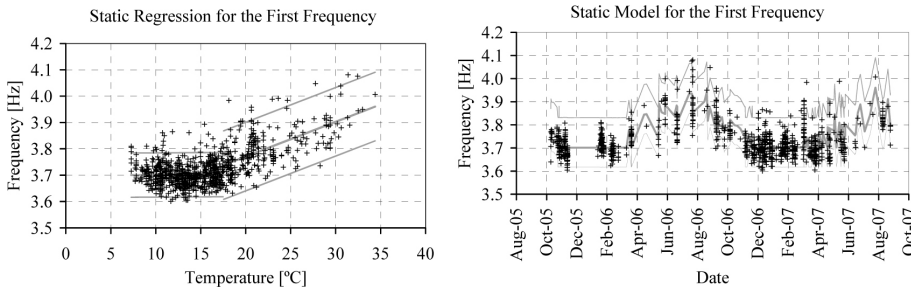 Static Regression for the First Frequency
Frequency [Hz]
4.2
4.1
4.0
3.9
3.8
3.7
3.6
3.5
0 5 10 15 20 25 30 35 40
Temperature [ºC]
Static Model for the First Frequency
Frequency [Hz]
4.2
4.1
4.0
3.9
3.8
3.7
3.6
3.5
Aug-05 Oct-05 Dec-05 Feb-06 Apr-06 Jun-06 Aug-06 Oct-06 Dec-06 Feb-07 Apr-07 Jun-07 Aug-07 Oct-07
Date